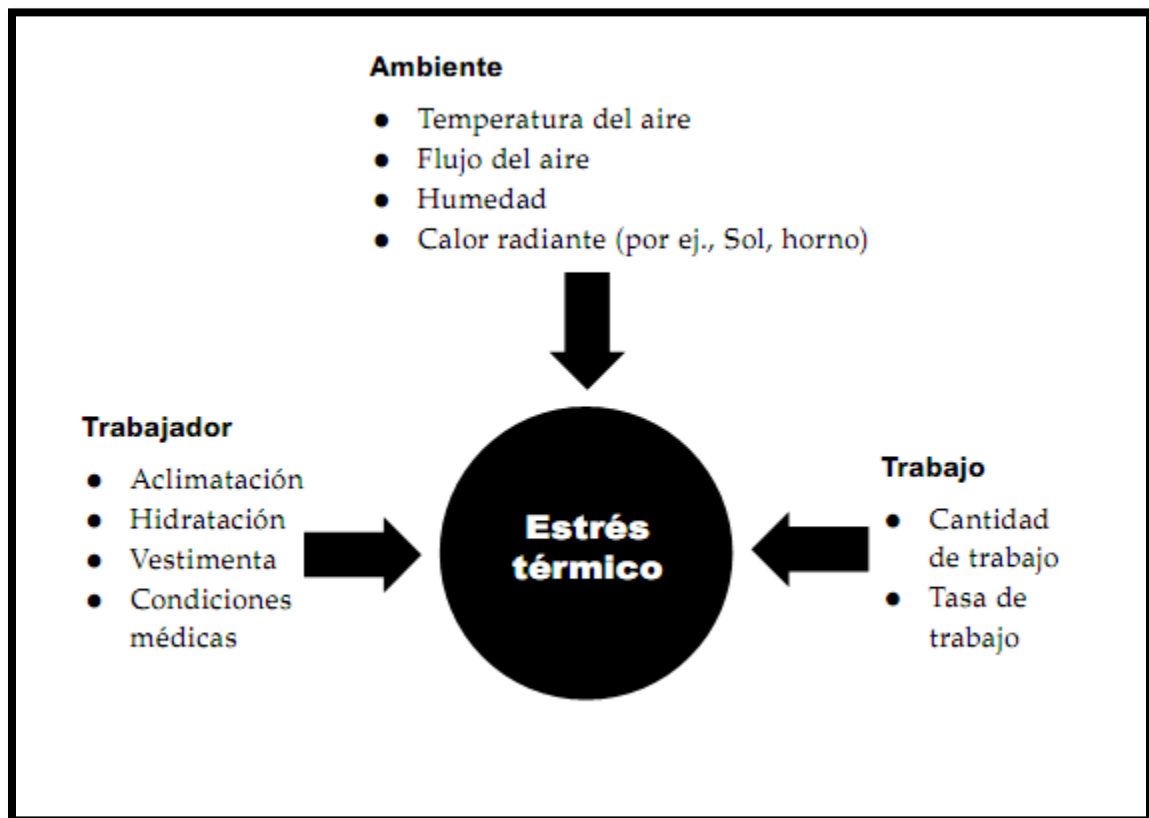 Ambiente
● Temperatura del aire
● Flujo del aire
● Humedad
● Calor radiante (por ej., Sol, horno)
Trabajador
● Aclimatación
● Hidratación
● Vestimenta
● Condiciones
médicas
Estrés
térmico
Trabajo
● Cantidad
de trabajo
● Tasa de
trabajo